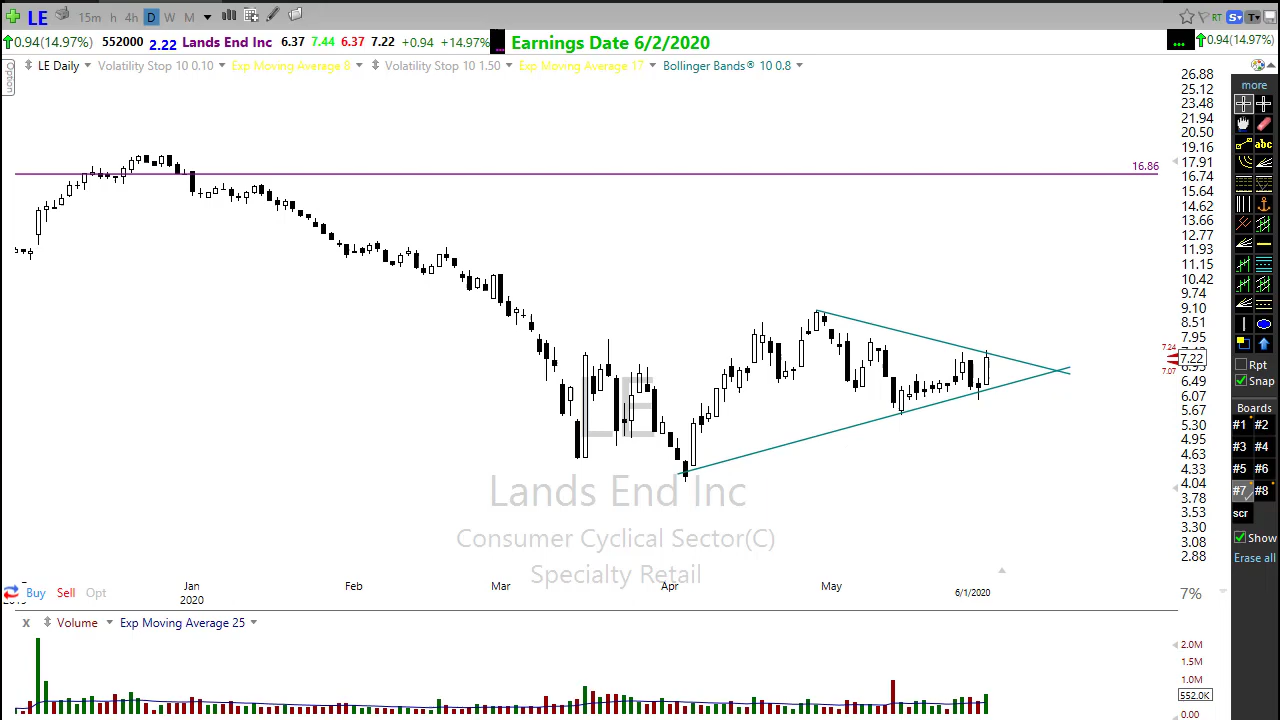 LE 15m h 4h D W M RT S T
0.94(14.97%) 552000 2.22 Lands End Inc 6.37 7.44 6.37 7.22 +0.94 +14.97% ... Earnings Date 6/2/2020 ... 0.94(14.97%)
Option LE Daily Volatility Stop 10 0.10 Exp Moving Average 8 Volatility Stop 10 1.50 Exp Moving Average 17 Bollinger Bands® 10 0.8
26.88
25.12
23.48
21.94
20.50
19.16
17.91
16.74
15.64
14.62
13.66
12.77
11.93
11.15
10.42
9.74
9.10
8.51
7.95
7.22
6.49
6.07
5.67
5.30
4.95
4.63
4.33
4.04
3.78
3.53
3.30
3.08
2.88
16.86
7.24
7.07
LE
Lands End Inc
Consumer Cyclical Sector(C)
Specialty Retail
Jan Feb Mar Apr May 6/1/2020
2020
Buy Sell Opt
7%
x Volume Exp Moving Average 25
2.0M
1.5M
1.0M
552.0K
0.00
more
abc
Rpt
Snap
Boards
#1 #2
#3 #4
#5 #6
#7 #8
scr
Show
Erase all